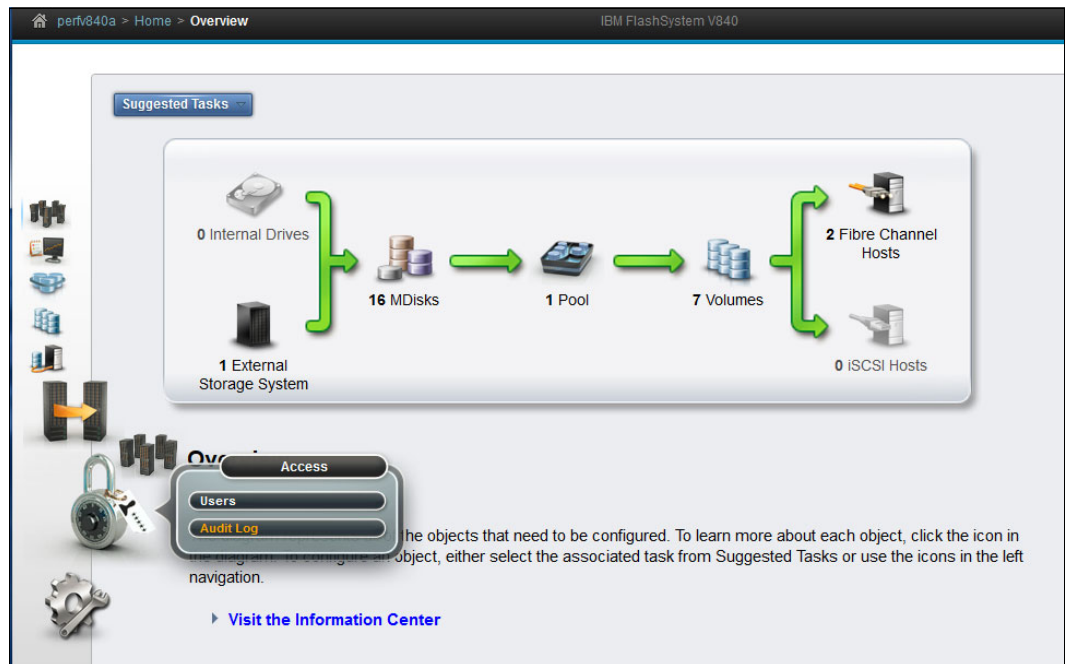 perfv840a > Home > Overview
IBM FlashSystem V840
Suggested Tasks
0 Internal Drives
1 External
Storage System
16 MDisks
1 Pool
7 Volumes
2 Fibre Channel
Hosts
0 iSCSI Hosts
Access
Users
Audit Log
the objects that need to be configured. To learn more about each object, click the icon in
object, either select the associated task from Suggested Tasks or use the icons in the left
navigation.
Visit the Information Center